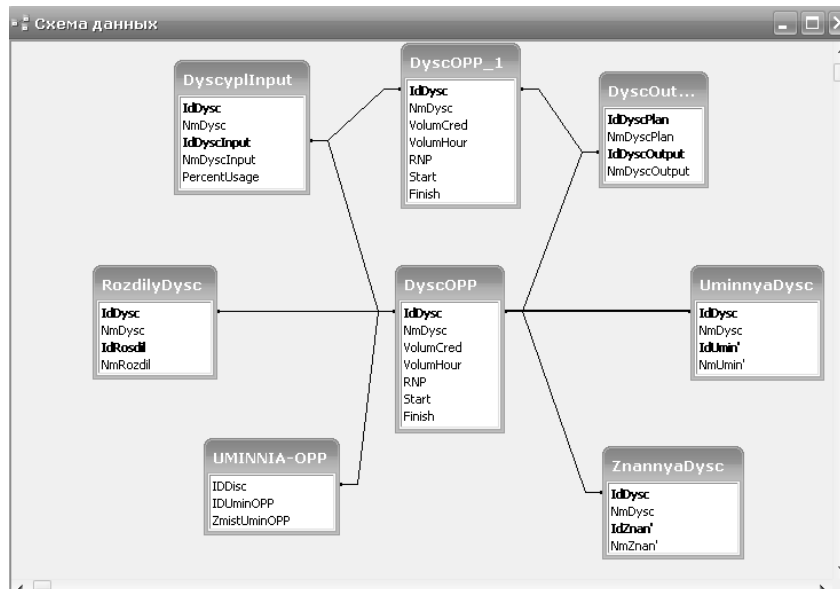 Схема данных
DyscyplInput
IdDysc
NmDysc
IdDyscInput
NmDyscInput
PercentUsage
DyscOPP_1
IdDysc
NmDysc
VolumCred
VolumHour
RNP
Start
Finish
DyscOut...
IdDyscPlan
NmDyscPlan
IdDyscOutput
NmDyscOutput
RozdilyDysc
IdDysc
NmDysc
IdRosdil
NmRozdil
DyscOPP
IdDysc
NmDysc
VolumCred
VolumHour
RNP
Start
Finish
UminnyaDysc
IdDysc
NmDysc
IdUmin'
NmUmin'
UMINNIA-OPP
IDDisc
IDUminOPP
ZmistUminOPP
ZnannyaDysc
IdDysc
NmDysc
IdZnan'
NmZnan'